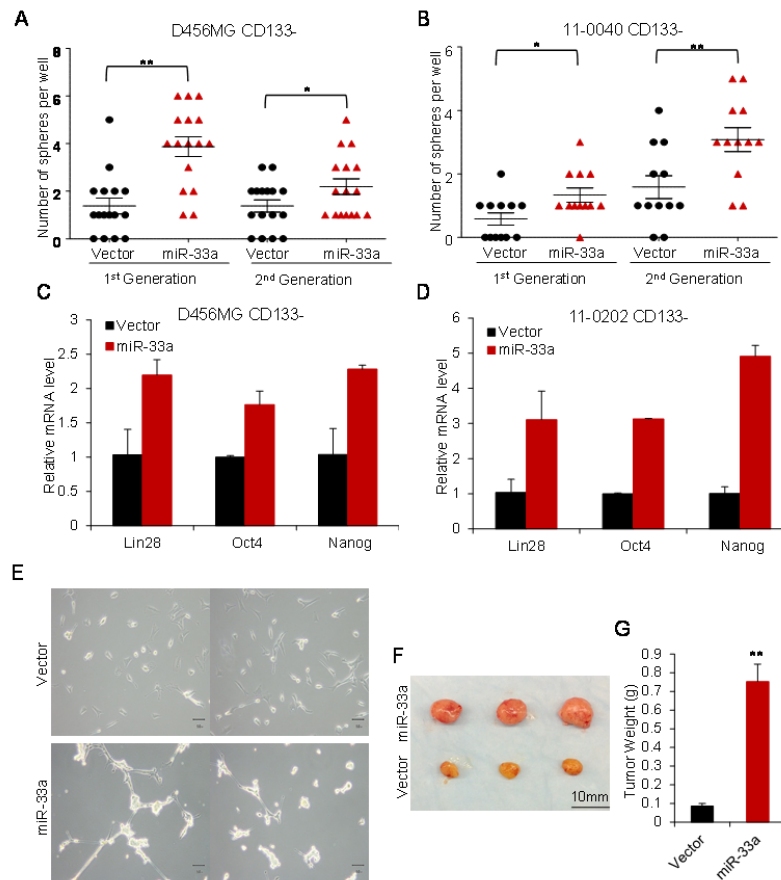 A
D456MG CD133-
Number of spheres per well
8
6
4
2
0
**
*
Vector miR-33a Vector miR-33a
1st Generation 2nd Generation
B
11-0040 CD133-
Number of spheres per well
6
4
2
0
*
**
Vector miR-33a Vector miR-33a
1st Generation 2nd Generation
C
D456MG CD133-
Vector
miR-33a
Relative mRNA level
2.5
2
1.5
1
0.5
0
Lin28 Oct4 Nanog
D
11-0202 CD133-
Vector
miR-33a
Relative mRNA level
6
5
4
3
2
1
0
Lin28 Oct4 Nanog
E
Vector
miR-33a
F
miR-33a
Vector
10mm
G
Tumor Weight (g)
0.9
0.8
0.7
0.6
0.5
0.4
0.3
0.2
0.1
0
**
Vector
miR-33a